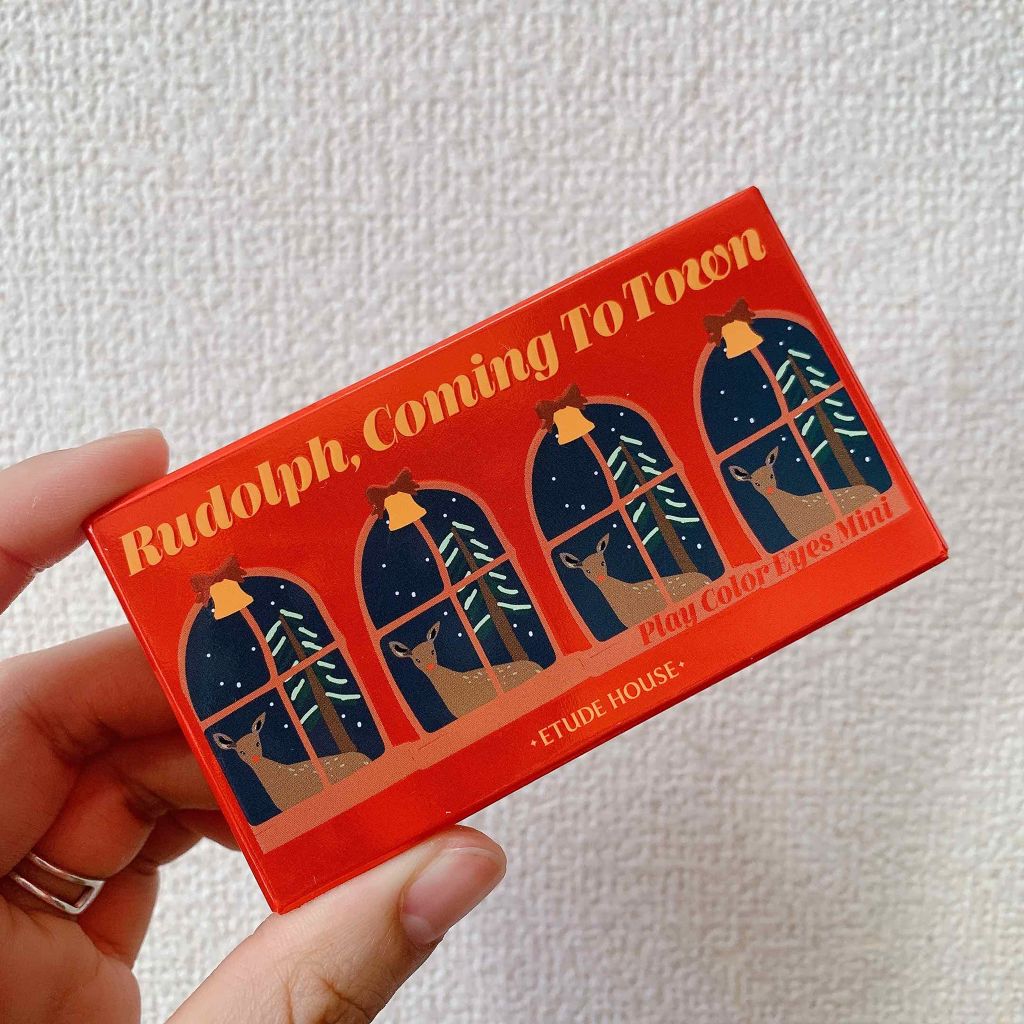 Rudolph, Coming To Town
Play Color Eyes Mini
ETUDE HOUSE